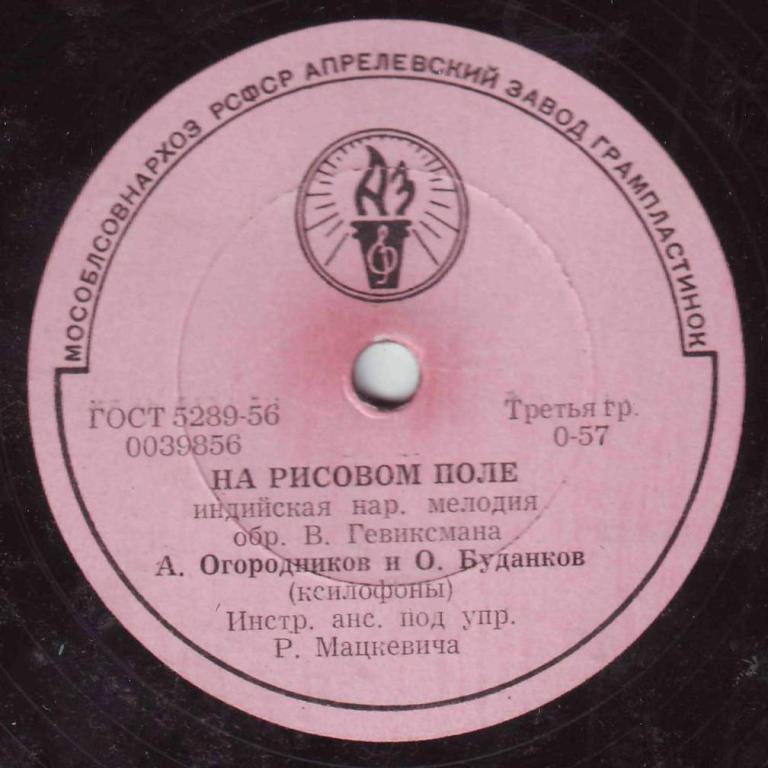 МОСОБЛСОВНАРХОЗ РСФСР АПРЕЛЕВСКИЙ ЗАВОД ГРАМПЛАСТИНОК
АЗ
ГОСТ 5289-56
0039856
Третья гр.
0-57
НА РИСОВОМ ПОЛЕ
индийская нар. мелодия
обр. В. Гевиксмана
А. Огородников и О. Буданков
(ксилофоны)
Инстр. анс. под упр.
Р. Мацкевича